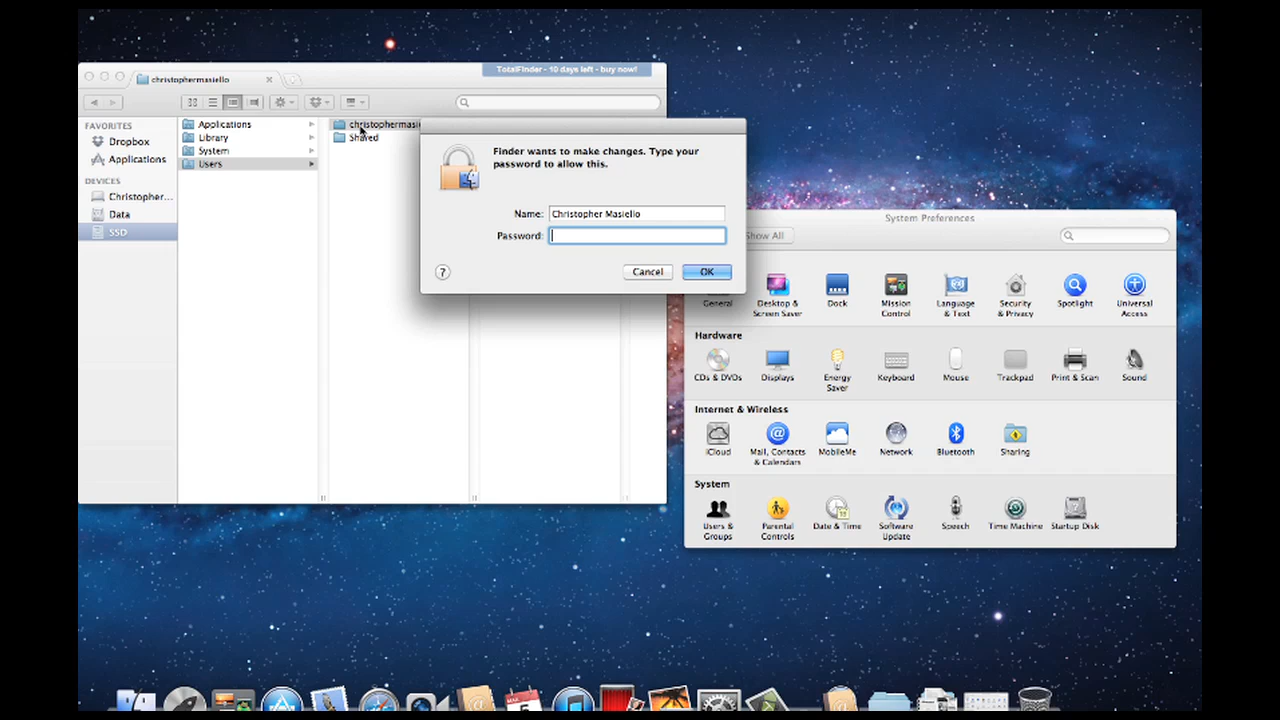 TotalFinder - 10 days left - buy now!
christophermasiello
FAVORITES
Dropbox
Applications
DEVICES
Christopher...
Data
SSD
Applications
Library
System
Users
christophermasi
Shared
Finder wants to make changes. Type your
password to allow this.
Name: Christopher Masiello
Password:
?
Cancel
OK
System Preferences
Show All
General
Desktop &
Screen Saver
Dock
Mission
Control
Language
& Text
Security
& Privacy
Spotlight
Universal
Access
Hardware
CDs & DVDs
Displays
Energy
Saver
Keyboard
Mouse
Trackpad
Print & Scan
Sound
Internet & Wireless
iCloud
Mail, Contacts
& Calendars
MobileMe
Network
Bluetooth
Sharing
System
Users &
Groups
Parental
Controls
Date & Time
Software
Update
Speech
Time Machine
Startup Disk